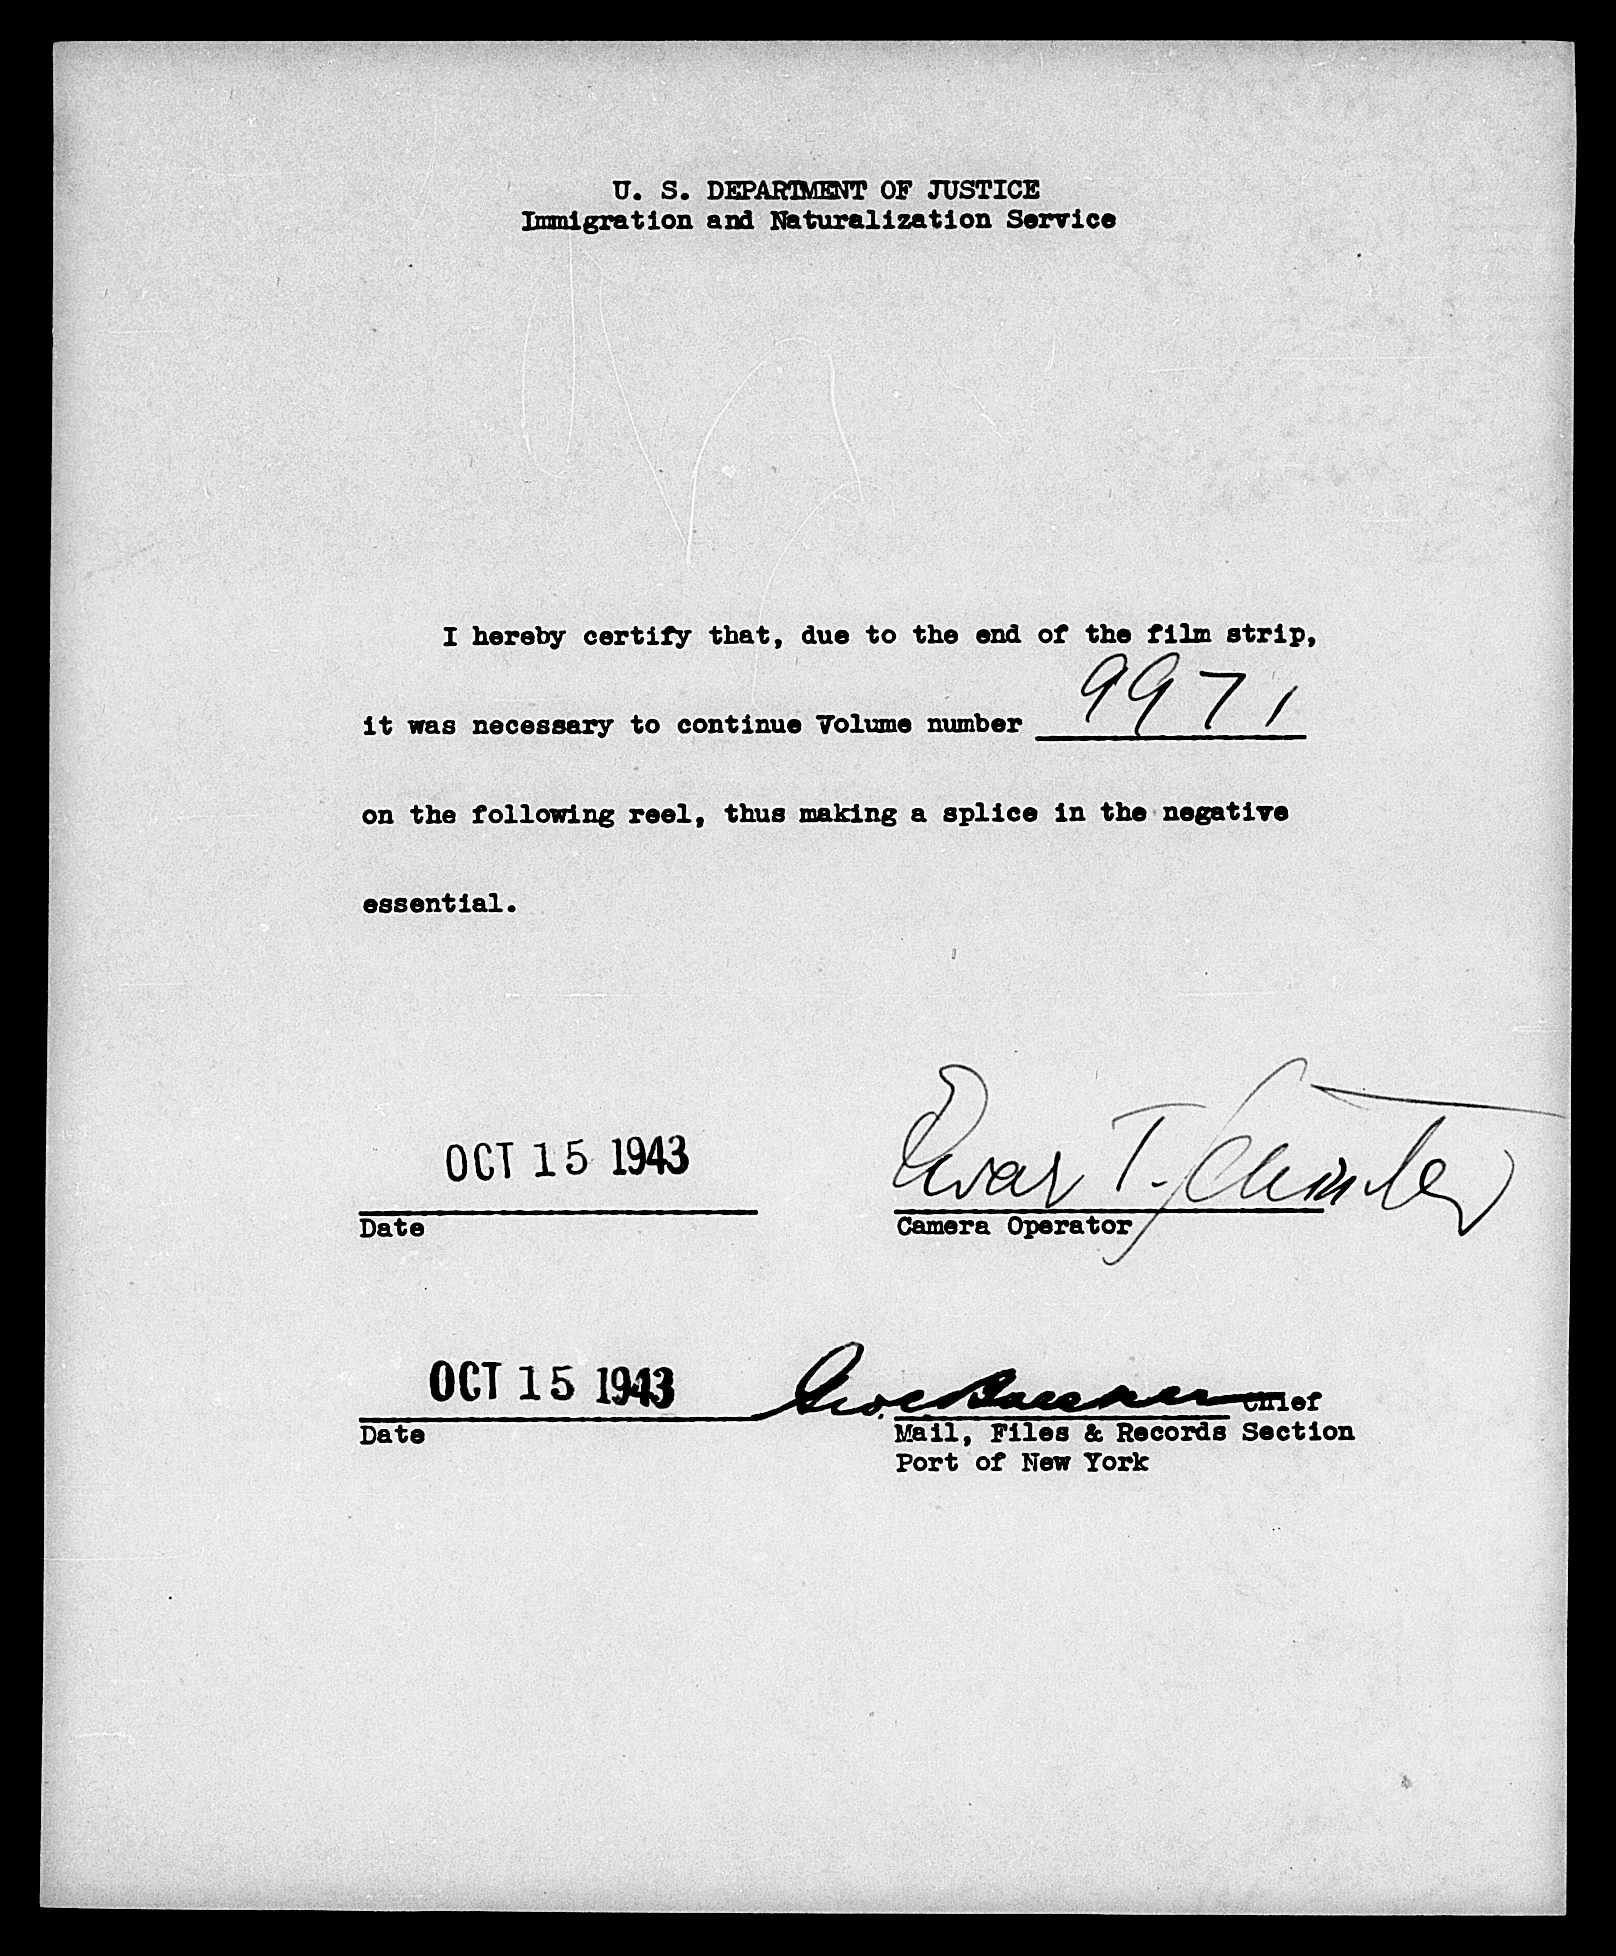 U. S. DEPARTMENT OF JUSTICE
Immigration and Naturalization Service
I hereby certify that, due to the end of the film strip,
it was necessary to continue Volume number 9971
on the following reel, thus making a splice in the negative
essential.
OCT 15 1943
Date
T.
Camera Operator
OCT 15 1943
Date
Chief
Mail, Files & Records Section
Port of New York